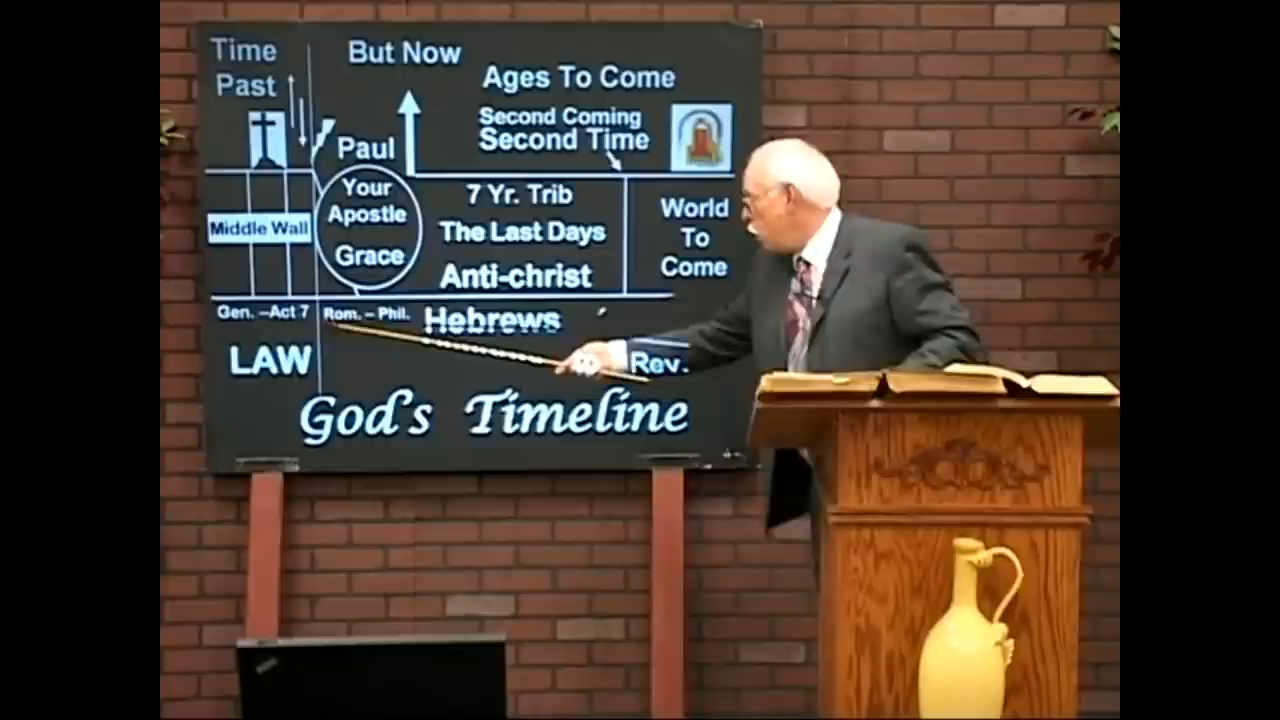 Time
Past
But Now
Ages To Come
Second Coming
Second Time
Paul
Your
Apostle
Grace
Middle Wall
7 Yr. Trib
The Last Days
Anti-christ
World
To
Come
Gen. –Act 7
Rom. – Phil.
Hebrews
Rev.
LAW
God's Timeline